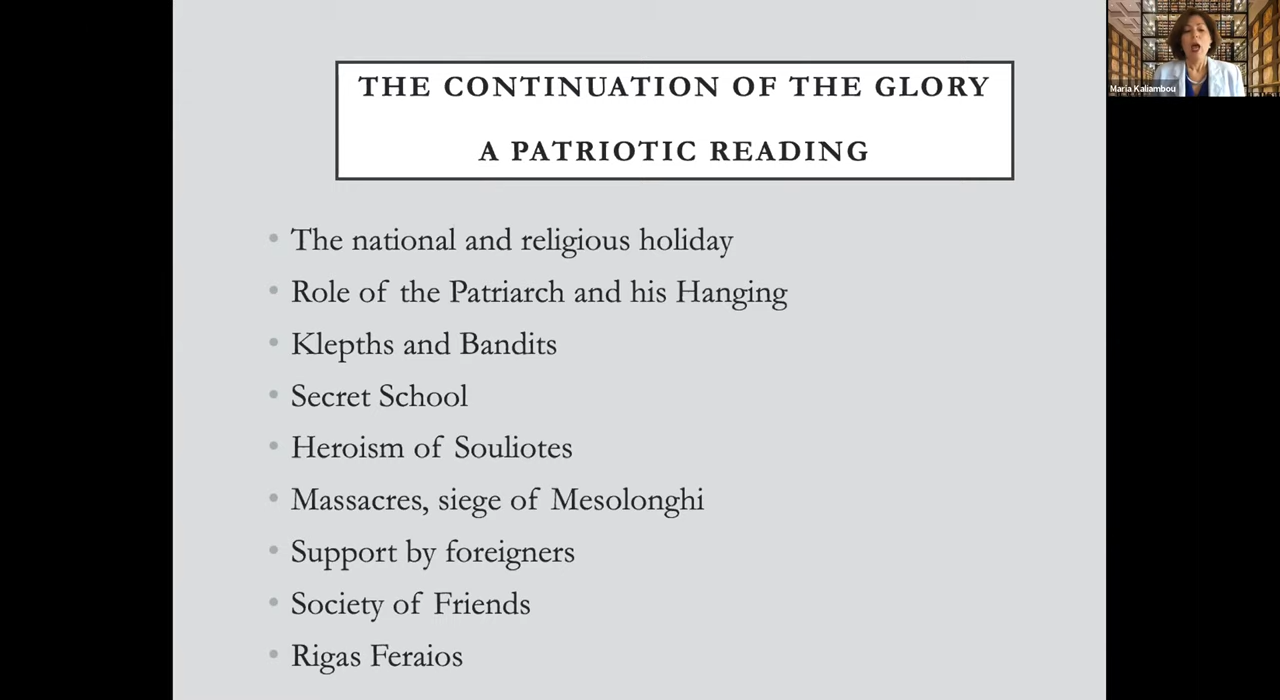 THE CONTINUATION OF THE GLORY
A PATRIOTIC READING
• The national and religious holiday
• Role of the Patriarch and his Hanging
• Klepths and Bandits
• Secret School
• Heroism of Souliotes
• Massacres, siege of Mesolonghi
• Support by foreigners
• Society of Friends
• Rigas Feraios
Maria Kaliambou